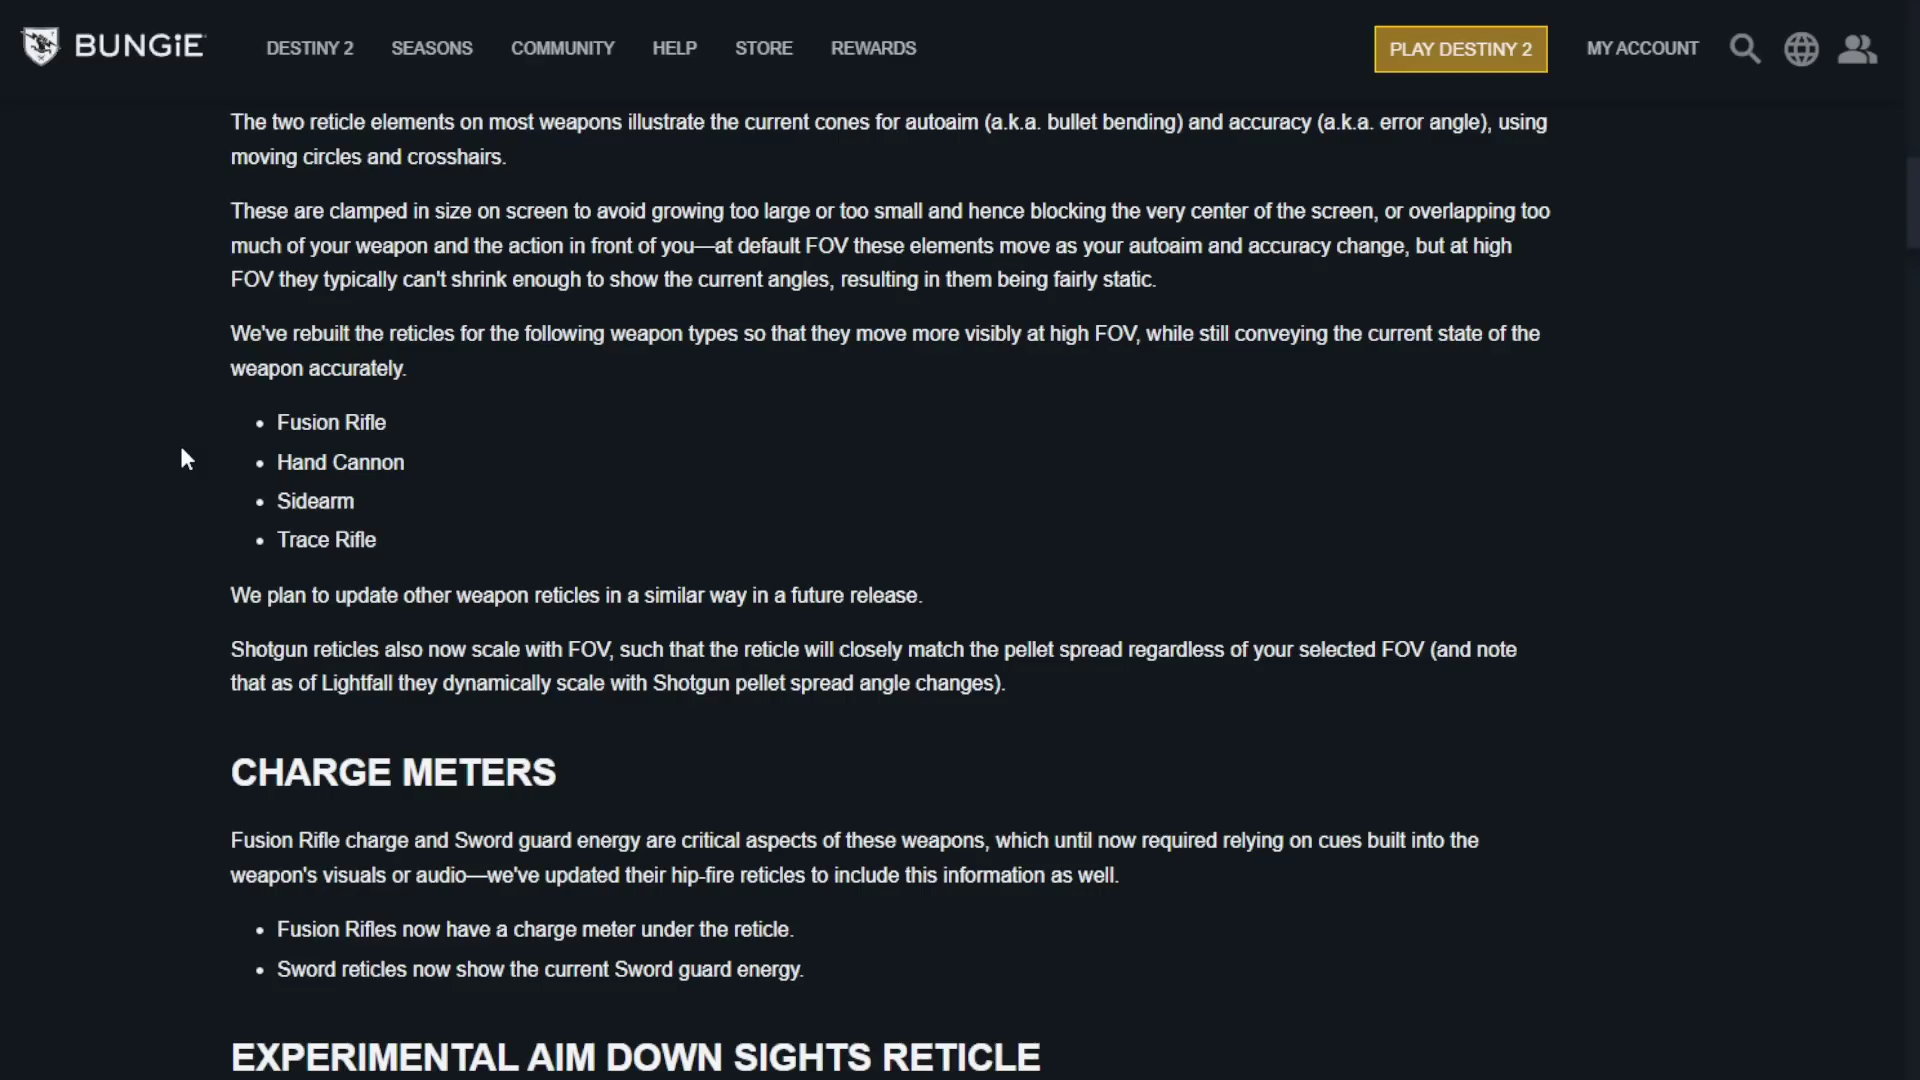 BUNGiE
DESTINY 2
SEASONS
COMMUNITY
HELP
STORE
REWARDS
PLAY DESTINY 2
MY ACCOUNT
The two reticle elements on most weapons illustrate the current cones for autoaim (a.k.a. bullet bending) and accuracy (a.k.a. error angle), using
moving circles and crosshairs.
These are clamped in size on screen to avoid growing too large or too small and hence blocking the very center of the screen, or overlapping too
much of your weapon and the action in front of you—at default FOV these elements move as your autoaim and accuracy change, but at high
FOV they typically can't shrink enough to show the current angles, resulting in them being fairly static.
We've rebuilt the reticles for the following weapon types so that they move more visibly at high FOV, while still conveying the current state of the
weapon accurately.
• Fusion Rifle
• Hand Cannon
• Sidearm
• Trace Rifle
We plan to update other weapon reticles in a similar way in a future release.
Shotgun reticles also now scale with FOV, such that the reticle will closely match the pellet spread regardless of your selected FOV (and note
that as of Lightfall they dynamically scale with Shotgun pellet spread angle changes).
CHARGE METERS
Fusion Rifle charge and Sword guard energy are critical aspects of these weapons, which until now required relying on cues built into the
weapon's visuals or audio—we've updated their hip-fire reticles to include this information as well.
• Fusion Rifles now have a charge meter under the reticle.
• Sword reticles now show the current Sword guard energy.
EXPERIMENTAL AIM DOWN SIGHTS RETICLE